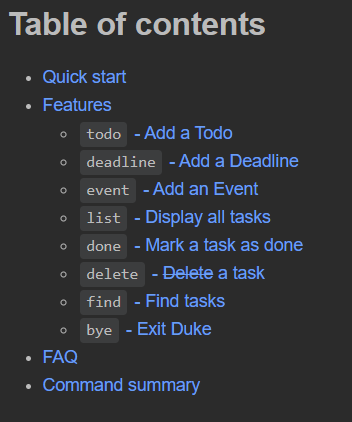 Table of contents
Quick start
Features
todo - Add a Todo
deadline - Add a Deadline
event - Add an Event
list - Display all tasks
done - Mark a task as done
delete - Delete a task
find - Find tasks
bye - Exit Duke
FAQ
Command summary